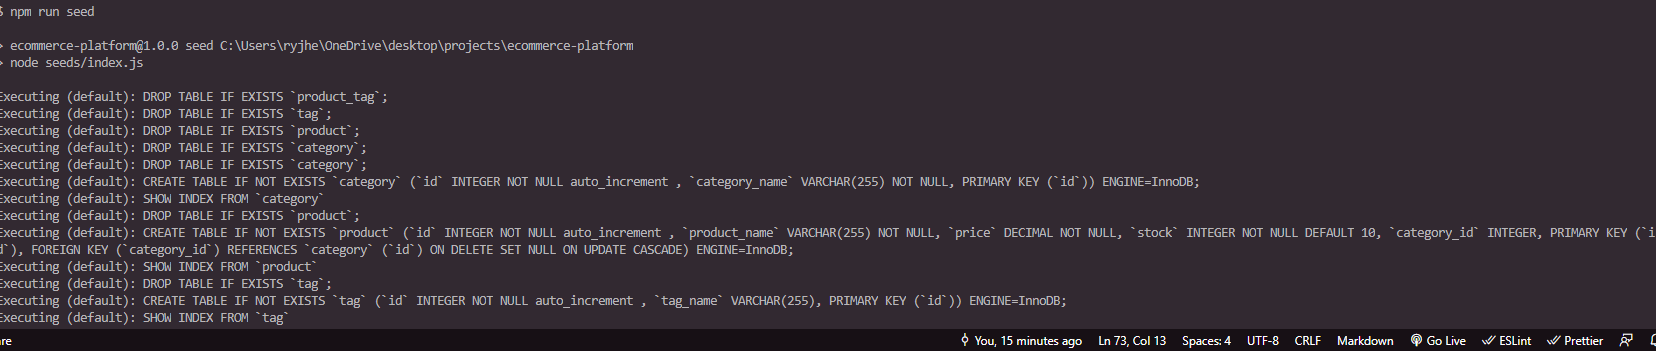 $ npm run seed
> ecommerce-platform@1.0.0 seed C:\Users\ryjhe\OneDrive\desktop\projects\ecommerce-platform
> node seeds/index.js
Executing (default): DROP TABLE IF EXISTS `product_tag`;
Executing (default): DROP TABLE IF EXISTS `tag`;
Executing (default): DROP TABLE IF EXISTS `product`;
Executing (default): DROP TABLE IF EXISTS `category`;
Executing (default): DROP TABLE IF EXISTS `category`;
Executing (default): CREATE TABLE IF NOT EXISTS `category` (`id` INTEGER NOT NULL auto_increment , `category_name` VARCHAR(255) NOT NULL, PRIMARY KEY (`id`)) ENGINE=InnoDB;
Executing (default): SHOW INDEX FROM `category`
Executing (default): DROP TABLE IF EXISTS `product`;
Executing (default): CREATE TABLE IF NOT EXISTS `product` (`id` INTEGER NOT NULL auto_increment , `product_name` VARCHAR(255) NOT NULL, `price` DECIMAL NOT NULL, `stock` INTEGER NOT NULL DEFAULT 10, `category_id` INTEGER, PRIMARY KEY (`i
d`), FOREIGN KEY (`category_id`) REFERENCES `category` (`id`) ON DELETE SET NULL ON UPDATE CASCADE) ENGINE=InnoDB;
Executing (default): SHOW INDEX FROM `product`
Executing (default): DROP TABLE IF EXISTS `tag`;
Executing (default): CREATE TABLE IF NOT EXISTS `tag` (`id` INTEGER NOT NULL auto_increment , `tag_name` VARCHAR(255), PRIMARY KEY (`id`)) ENGINE=InnoDB;
Executing (default): SHOW INDEX FROM `tag`
are You, 15 minutes ago Ln 73, Col 13 Spaces: 4 UTF-8 CRLF Markdown Go Live ESLint Prettier